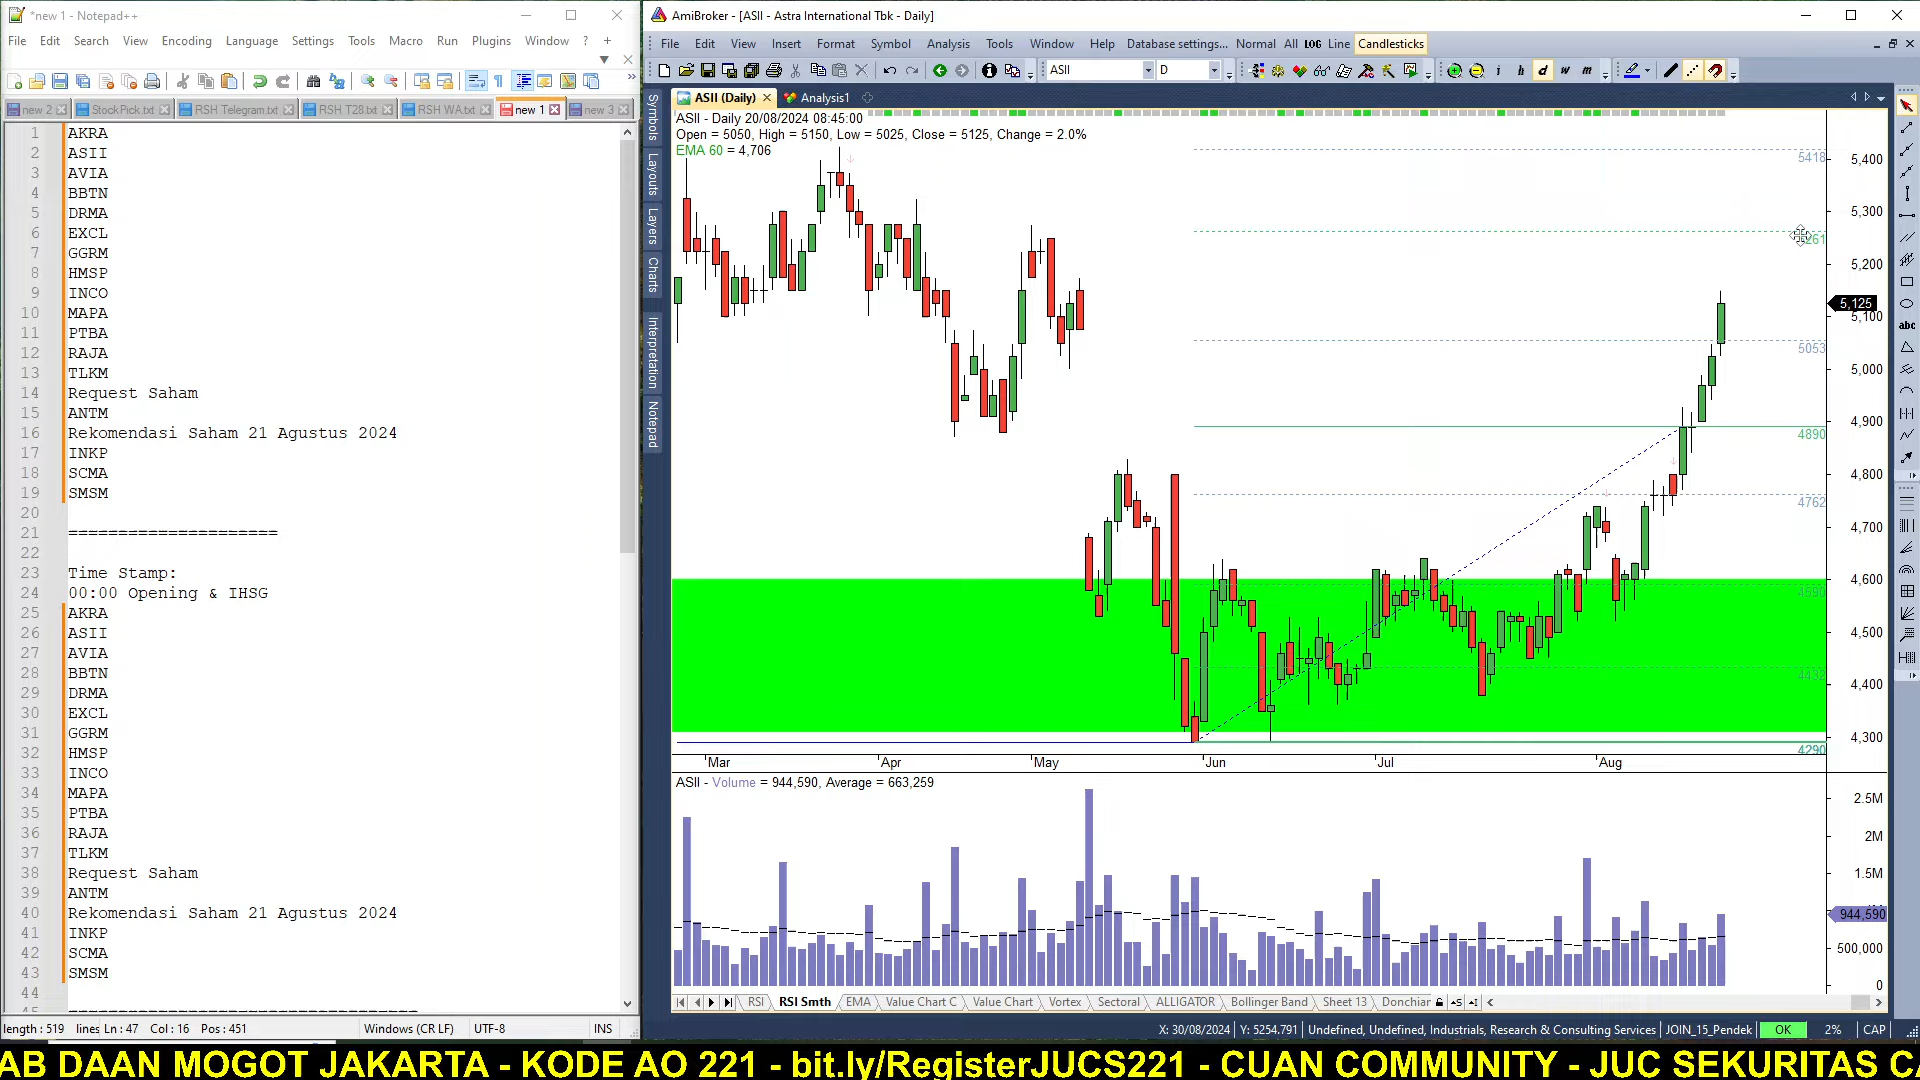 *new 1 - Notepad++
File Edit Search View Encoding Language Settings Tools Macro Run Plugins Window ? +
new 2 StockPick.txt RSH Telegram.txt RSH T28.txt RSH WA.txt new 1 new 3
1 AKRA
2 ASII
3 AVIA
4 BBTN
5 DRMA
6 EXCL
7 GGRM
8 HMSP
9 INCO
10 MAPA
11 PTBA
12 RAJA
13 TLKM
14 Request Saham
15 ANTM
16 Rekomendasi Saham 21 Agustus 2024
17 INKP
18 SCMA
19 SMSM
20
21 =====================
22
23 Time Stamp:
24 00:00 Opening & IHSG
25 AKRA
26 ASII
27 AVIA
28 BBTN
29 DRMA
30 EXCL
31 GGRM
32 HMSP
33 INCO
34 MAPA
35 PTBA
36 RAJA
37 TLKM
38 Request Saham
39 ANTM
40 Rekomendasi Saham 21 Agustus 2024
41 INKP
42 SCMA
43 SMSM
44
length : 519 lines Ln : 47 Col : 16 Pos : 451 Windows (CR LF) UTF-8 INS
AmiBroker - [ASII - Astra International Tbk - Daily]
File Edit View Insert Format Symbol Analysis Tools Window Help Database settings... Normal All LOG Line Candlesticks
ASII D i h d w m
ASII (Daily) Analysis1
Symbols
Layouts
Layers
Charts
Interpretation
Notepad
abc
ASII - Daily 20/08/2024 08:45:00
Open = 5050, High = 5150, Low = 5025, Close = 5125, Change = 2.0%
EMA 60 = 4,706
5418
5261
5053
4890
4762
4590
4432
4290
5,400
5,300
5,200
5,125
5,100
5,000
4,900
4,800
4,700
4,600
4,500
4,400
4,300
Mar Apr May Jun Jul Aug
ASII - Volume = 944,590, Average = 663,259
2.5M
2M
1.5M
944,590
500,000
0
RSI RSI Smth EMA Value Chart C Value Chart Vortex Sectoral ALLIGATOR Bollinger Band Sheet 13 Donchian
X: 30/08/2024 Y: 5254.791 Undefined, Undefined, Industrials, Research & Consulting Services JOIN_15_Pendek OK 2% CAP
AB DAAN MOGOT JAKARTA - KODE AO 221 - bit.ly/RegisterJUCS221 - CUAN COMMUNITY - JUC SEKURITAS CA